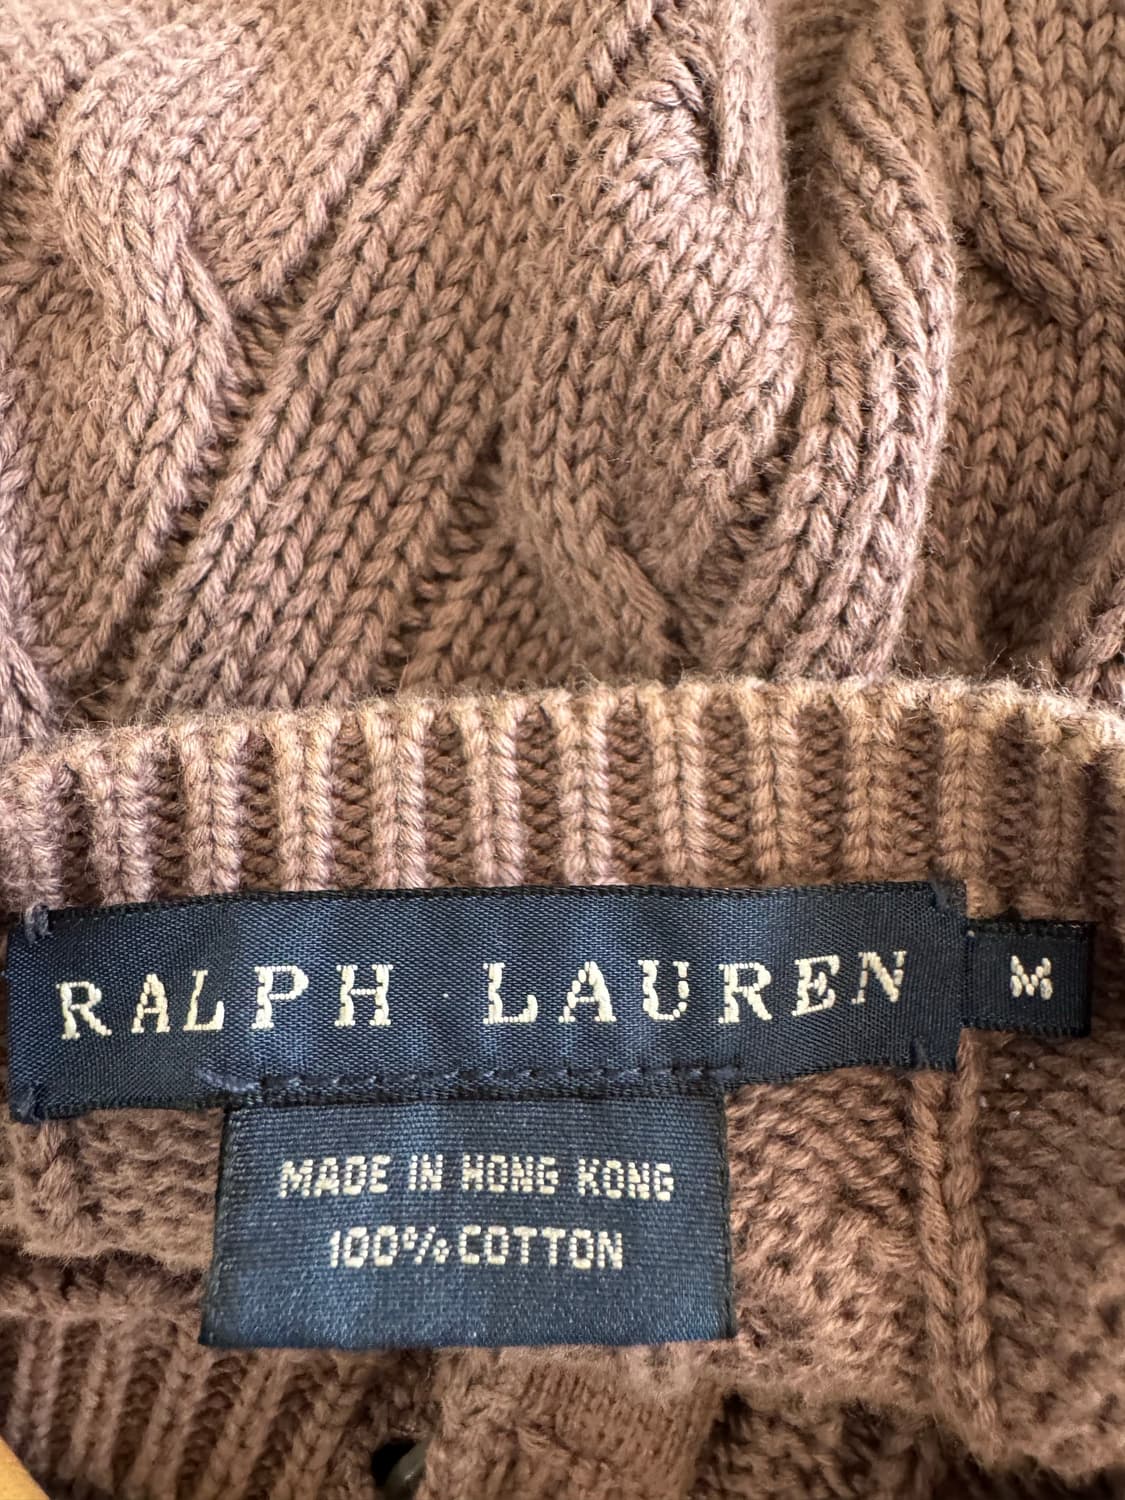 RALPH LAUREN
M
MADE IN HONG KONG
100% COTTON